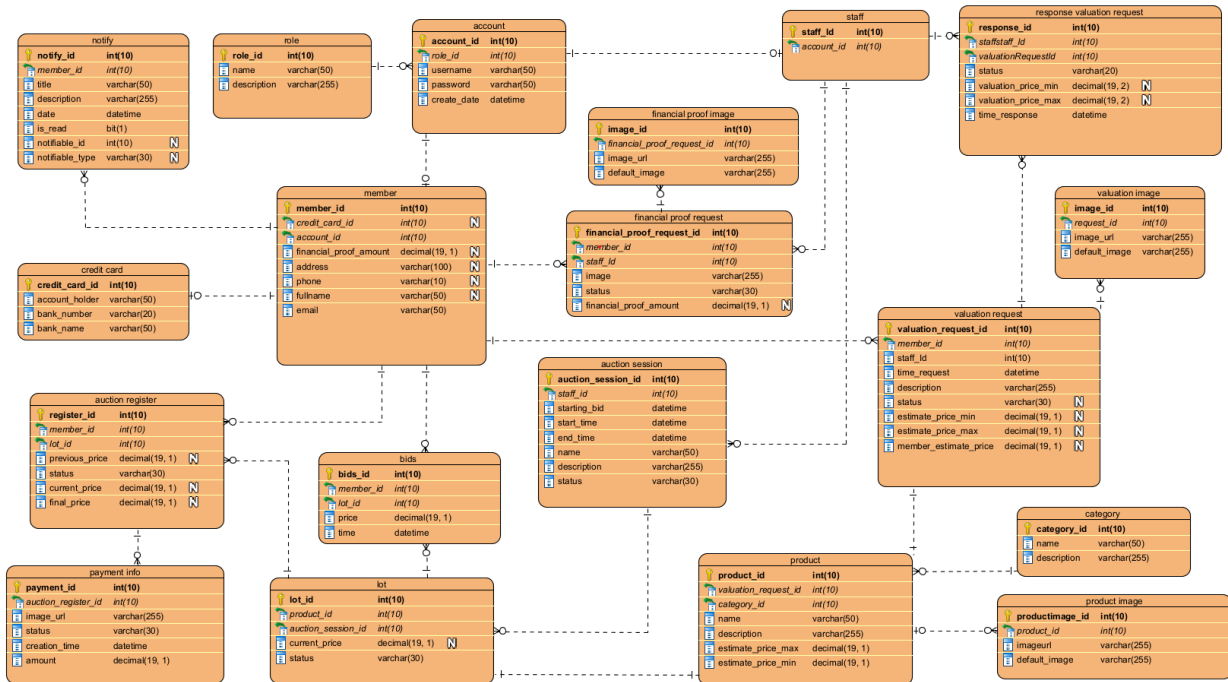 notify
notify_id int(10)
member_id int(10)
title varchar(50)
description varchar(255)
date datetime
is_read bit(1)
notifiable_id int(10) N
notifiable_type varchar(30) N
role
role_id int(10)
name varchar(50)
description varchar(255)
account
account_id int(10)
role_id int(10)
username varchar(50)
password varchar(50)
create_date datetime
staff
staff_Id int(10)
account_id int(10)
response valuation request
response_id int(10)
staffstaff_Id int(10)
valuationRequestId int(10)
status varchar(20)
valuation_price_min decimal(19, 2) N
valuation_price_max decimal(19, 2) N
time_response datetime
financial proof image
image_id int(10)
financial_proof_request_id int(10)
image_url varchar(255)
default_image varchar(255)
member
member_id int(10)
credit_card_id int(10) N
account_id int(10)
financial_proof_amount decimal(19, 1) N
address varchar(100) N
phone varchar(10) N
fullname varchar(50) N
email varchar(50)
financial proof request
financial_proof_request_id int(10)
member_id int(10)
staff_Id int(10)
image varchar(255)
status varchar(30)
financial_proof_amount decimal(19, 1) N
valuation image
image_id int(10)
request_id int(10)
image_url varchar(255)
default_image varchar(255)
credit card
credit_card_id int(10)
account_holder varchar(50)
bank_number varchar(20)
bank_name varchar(50)
valuation request
valuation_request_id int(10)
member_id int(10)
staff_Id int(10)
time_request datetime
description varchar(255)
status varchar(30) N
estimate_price_min decimal(19, 1) N
estimate_price_max decimal(19, 1) N
member_estimate_price decimal(19, 1) N
auction session
auction_session_id int(10)
staff_id int(10)
starting_bid datetime
start_time datetime
end_time datetime
name varchar(50)
description varchar(255)
status varchar(30)
auction register
register_id int(10)
member_id int(10)
lot_id int(10)
previous_price decimal(19, 1) N
status varchar(30)
current_price decimal(19, 1) N
final_price decimal(19, 1) N
bids
bids_id int(10)
member_id int(10)
lot_id int(10)
price decimal(19, 1)
time datetime
category
category_id int(10)
name varchar(50)
description varchar(255)
payment info
payment_id int(10)
auction_register_id int(10)
image_url varchar(255)
status varchar(30)
creation_time datetime
amount decimal(19, 1)
lot
lot_id int(10)
product_id int(10)
auction_session_id int(10)
current_price decimal(19, 1) N
status varchar(30)
product
product_id int(10)
valuation_request_id int(10)
category_id int(10)
name varchar(50)
description varchar(255)
estimate_price_max decimal(19, 1)
estimate_price_min decimal(19, 1)
product image
productimage_id int(10)
product_id int(10)
imageurl varchar(255)
default_image varchar(255)